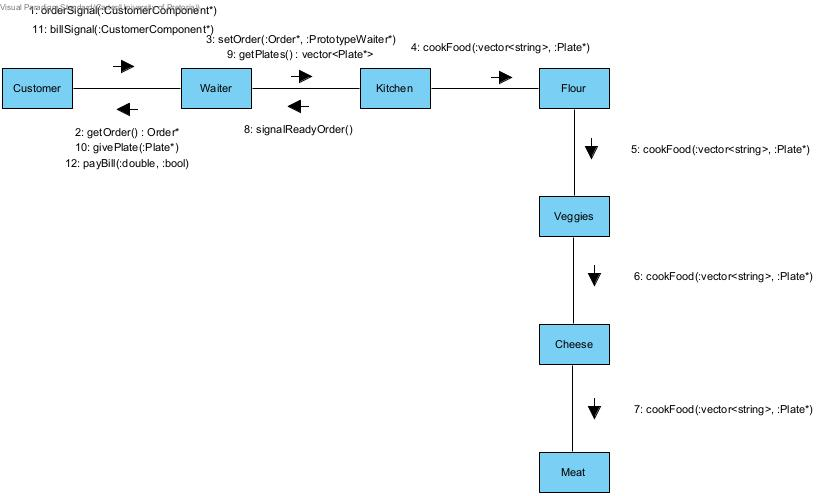 1: orderSignal(:CustomerComponent*)
11: billSignal(:CustomerComponent*)
3: setOrder(:Order*, :PrototypeWaiter*)
9: getPlates() : vector<Plate*>
4: cookFood(:vector<string>, :Plate*)
Customer
Waiter
Kitchen
Flour
2: getOrder() : Order*
10: givePlate(:Plate*)
12: payBill(:double, :bool)
8: signalReadyOrder()
5: cookFood(:vector<string>, :Plate*)
Veggies
6: cookFood(:vector<string>, :Plate*)
Cheese
7: cookFood(:vector<string>, :Plate*)
Meat